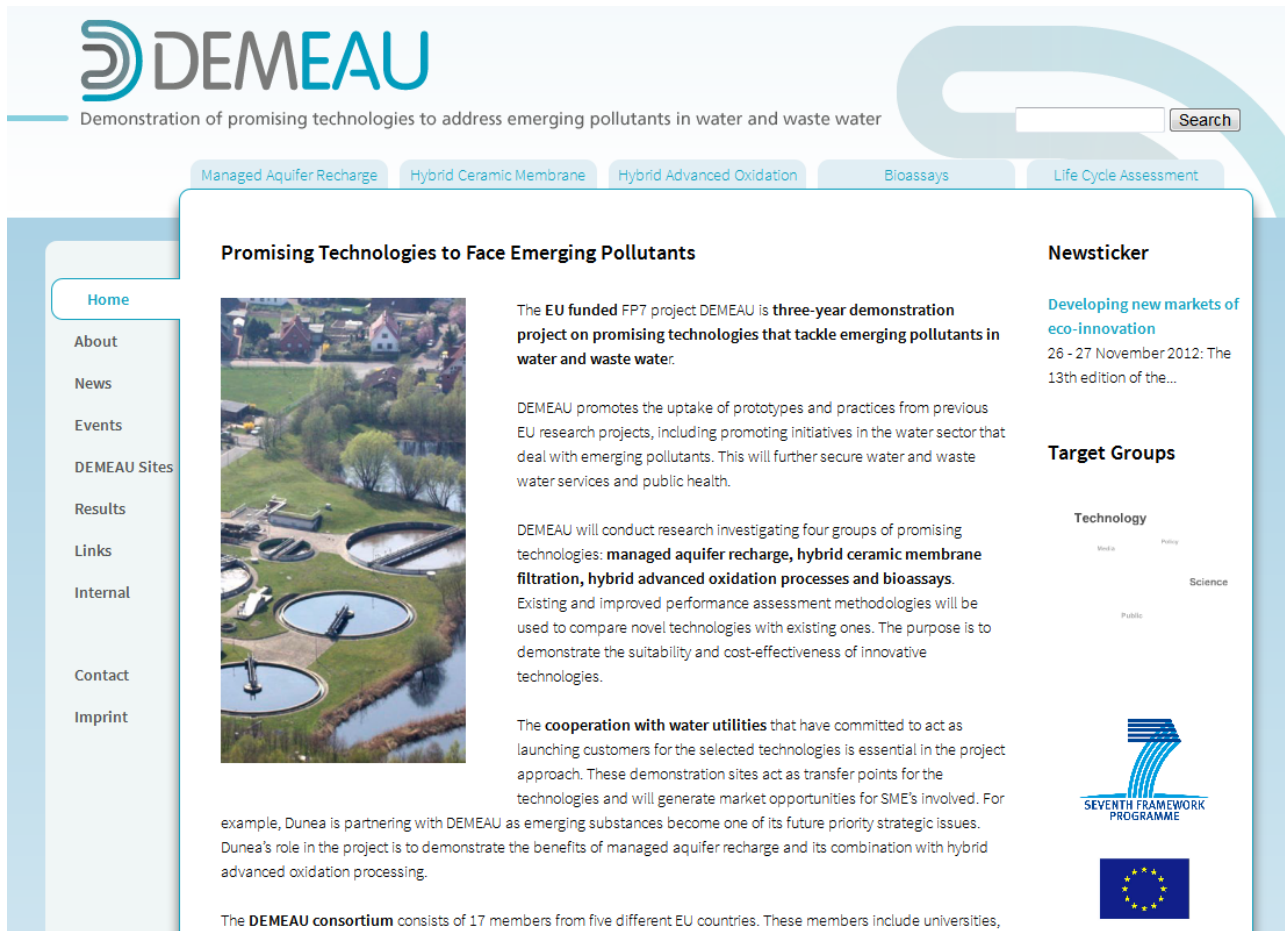 DEMEAU
Demonstration of promising technologies to address emerging pollutants in water and waste water
Search
Managed Aquifer Recharge
Hybrid Ceramic Membrane
Hybrid Advanced Oxidation
Bioassays
Life Cycle Assessment
Home
About
News
Events
DEMEAU Sites
Results
Links
Internal
Contact
Imprint
Promising Technologies to Face Emerging Pollutants
The EU funded FP7 project DEMEAU is three-year demonstration
project on promising technologies that tackle emerging pollutants in
water and waste water.
DEMEAU promotes the uptake of prototypes and practices from previous
EU research projects, including promoting initiatives in the water sector that
deal with emerging pollutants. This will further secure water and waste
water services and public health.
DEMEAU will conduct research investigating four groups of promising
technologies: managed aquifer recharge, hybrid ceramic membrane
filtration, hybrid advanced oxidation processes and bioassays.
Existing and improved performance assessment methodologies will be
used to compare novel technologies with existing ones. The purpose is to
demonstrate the suitability and cost-effectiveness of innovative
technologies.
The cooperation with water utilities that have committed to act as
launching customers for the selected technologies is essential in the project
approach. These demonstration sites act as transfer points for the
technologies and will generate market opportunities for SME's involved. For
example, Dunea is partnering with DEMEAU as emerging substances become one of its future priority strategic issues.
Dunea's role in the project is to demonstrate the benefits of managed aquifer recharge and its combination with hybrid
advanced oxidation processing.
The DEMEAU consortium consists of 17 members from five different EU countries. These members include universities,
Newsticker
Developing new markets of
eco-innovation
26 - 27 November 2012: The
13th edition of the...
Target Groups
Technology
Media
Policy
Science
Public
SEVENTH FRAMEWORK
PROGRAMME